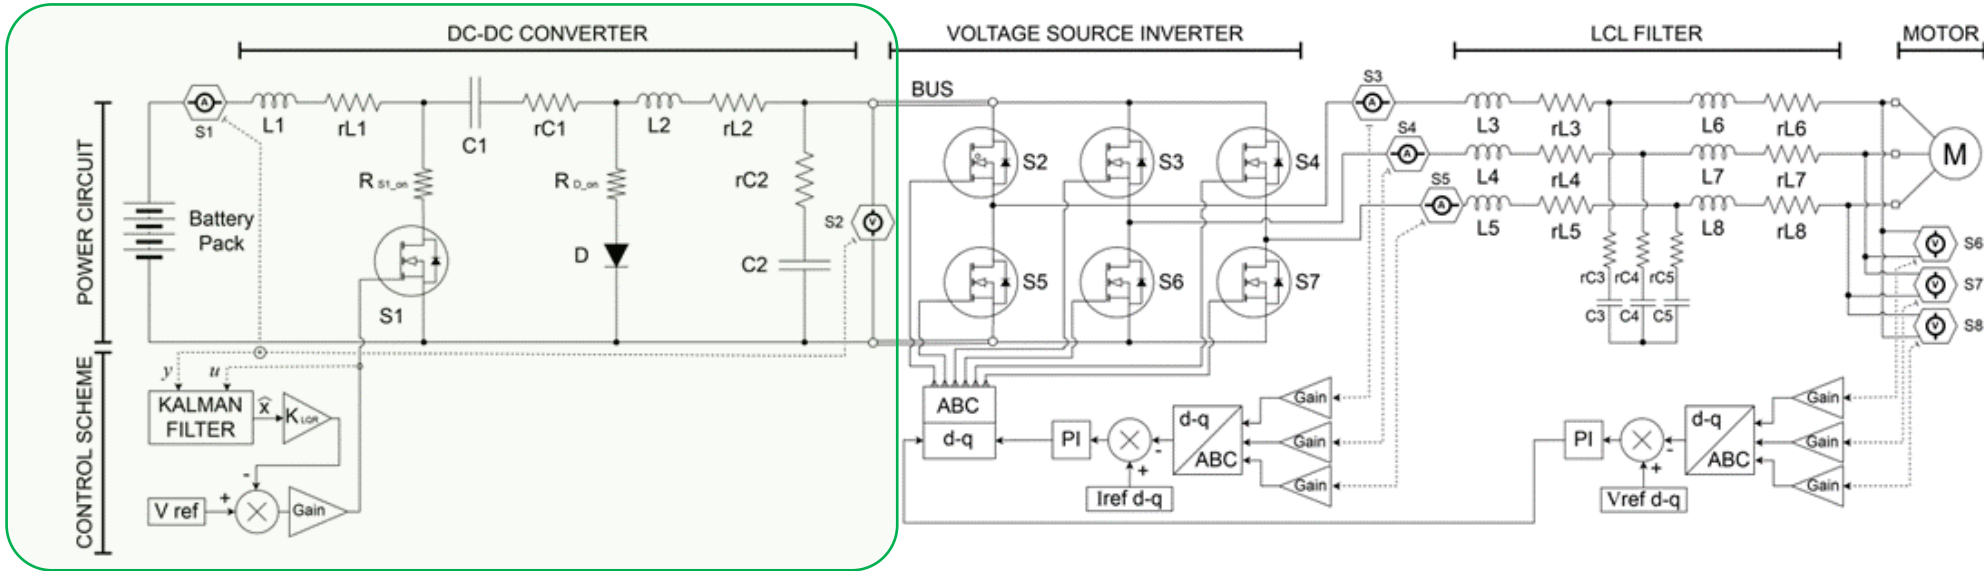 DC-DC CONVERTER
VOLTAGE SOURCE INVERTER
LCL FILTER
MOTOR
POWER CIRCUIT
CONTROL SCHEME
A
S1
L1
rL1
C1
rC1
L2
rL2
BUS
R S1_on
R D_on
rC2
Battery
Pack
S1
D
C2
S2
V
S2
S3
S4
S5
S6
S7
S3
A
S4
A
S5
A
L3
rL3
L6
rL6
L4
rL4
L7
rL7
L5
rL5
L8
rL8
M
rC3
rC4
rC5
C3
C4
C5
V
S6
V
S7
V
S8
y
u
KALMAN
FILTER
x̂
K LQR
-
V ref
+
Gain
ABC
d-q
PI
-
+
Iref d-q
d-q
ABC
Gain
Gain
Gain
PI
-
+
Vref d-q
d-q
ABC
Gain
Gain
Gain